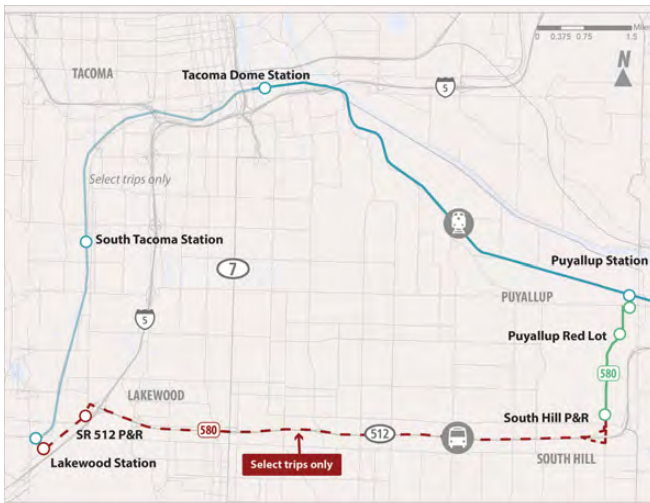 Miles
0 0.375 0.75 1.5
N
TACOMA
Tacoma Dome Station
5
Select trips only
South Tacoma Station
7
Puyallup Station
PUYALLUP
5
Puyallup Red Lot
580
LAKEWOOD
South Hill P&R
SR 512 P&R
580
512
Lakewood Station
Select trips only
SOUTH HILL